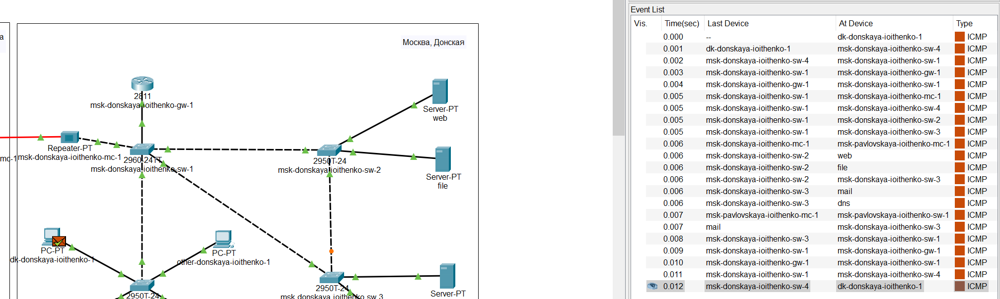 а
Москва, Донская
2811
msk-donskaya-ioithenko-gw-1
Server-PT
web
Repeater-PT
mc-1
msk-donskaya-ioithenko-mc-1
2960-24TT
msk-donskaya-ioithenko-sw-1
2950T-24
msk-donskaya-ioithenko-sw-2
Server-PT
file
PC-PT
dk-donskaya-ioithenko-1
PC-PT
other-donskaya-ioithenko-1
2950T-24
2950T-24
msk-donskaya-ioithenko-sw-3
Server-PT
Event List
Vis. Time(sec) Last Device At Device Type
0.000 -- dk-donskaya-ioithenko-1 ICMP
0.001 dk-donskaya-ioithenko-1 msk-donskaya-ioithenko-sw-4 ICMP
0.002 msk-donskaya-ioithenko-sw-4 msk-donskaya-ioithenko-sw-1 ICMP
0.003 msk-donskaya-ioithenko-sw-1 msk-donskaya-ioithenko-gw-1 ICMP
0.004 msk-donskaya-ioithenko-gw-1 msk-donskaya-ioithenko-sw-1 ICMP
0.005 msk-donskaya-ioithenko-sw-1 msk-donskaya-ioithenko-mc-1 ICMP
0.005 msk-donskaya-ioithenko-sw-1 msk-donskaya-ioithenko-sw-4 ICMP
0.005 msk-donskaya-ioithenko-sw-1 msk-donskaya-ioithenko-sw-2 ICMP
0.005 msk-donskaya-ioithenko-sw-1 msk-donskaya-ioithenko-sw-3 ICMP
0.006 msk-donskaya-ioithenko-mc-1 msk-pavlovskaya-ioithenko-mc-1 ICMP
0.006 msk-donskaya-ioithenko-sw-2 web ICMP
0.006 msk-donskaya-ioithenko-sw-2 file ICMP
0.006 msk-donskaya-ioithenko-sw-2 msk-donskaya-ioithenko-sw-3 ICMP
0.006 msk-donskaya-ioithenko-sw-3 mail ICMP
0.006 msk-donskaya-ioithenko-sw-3 dns ICMP
0.007 msk-pavlovskaya-ioithenko-mc-1 msk-pavlovskaya-ioithenko-sw-1 ICMP
0.007 mail msk-donskaya-ioithenko-sw-3 ICMP
0.008 msk-donskaya-ioithenko-sw-3 msk-donskaya-ioithenko-sw-1 ICMP
0.009 msk-donskaya-ioithenko-sw-1 msk-donskaya-ioithenko-gw-1 ICMP
0.010 msk-donskaya-ioithenko-gw-1 msk-donskaya-ioithenko-sw-1 ICMP
0.011 msk-donskaya-ioithenko-sw-1 msk-donskaya-ioithenko-sw-4 ICMP
0.012 msk-donskaya-ioithenko-sw-4 dk-donskaya-ioithenko-1 ICMP